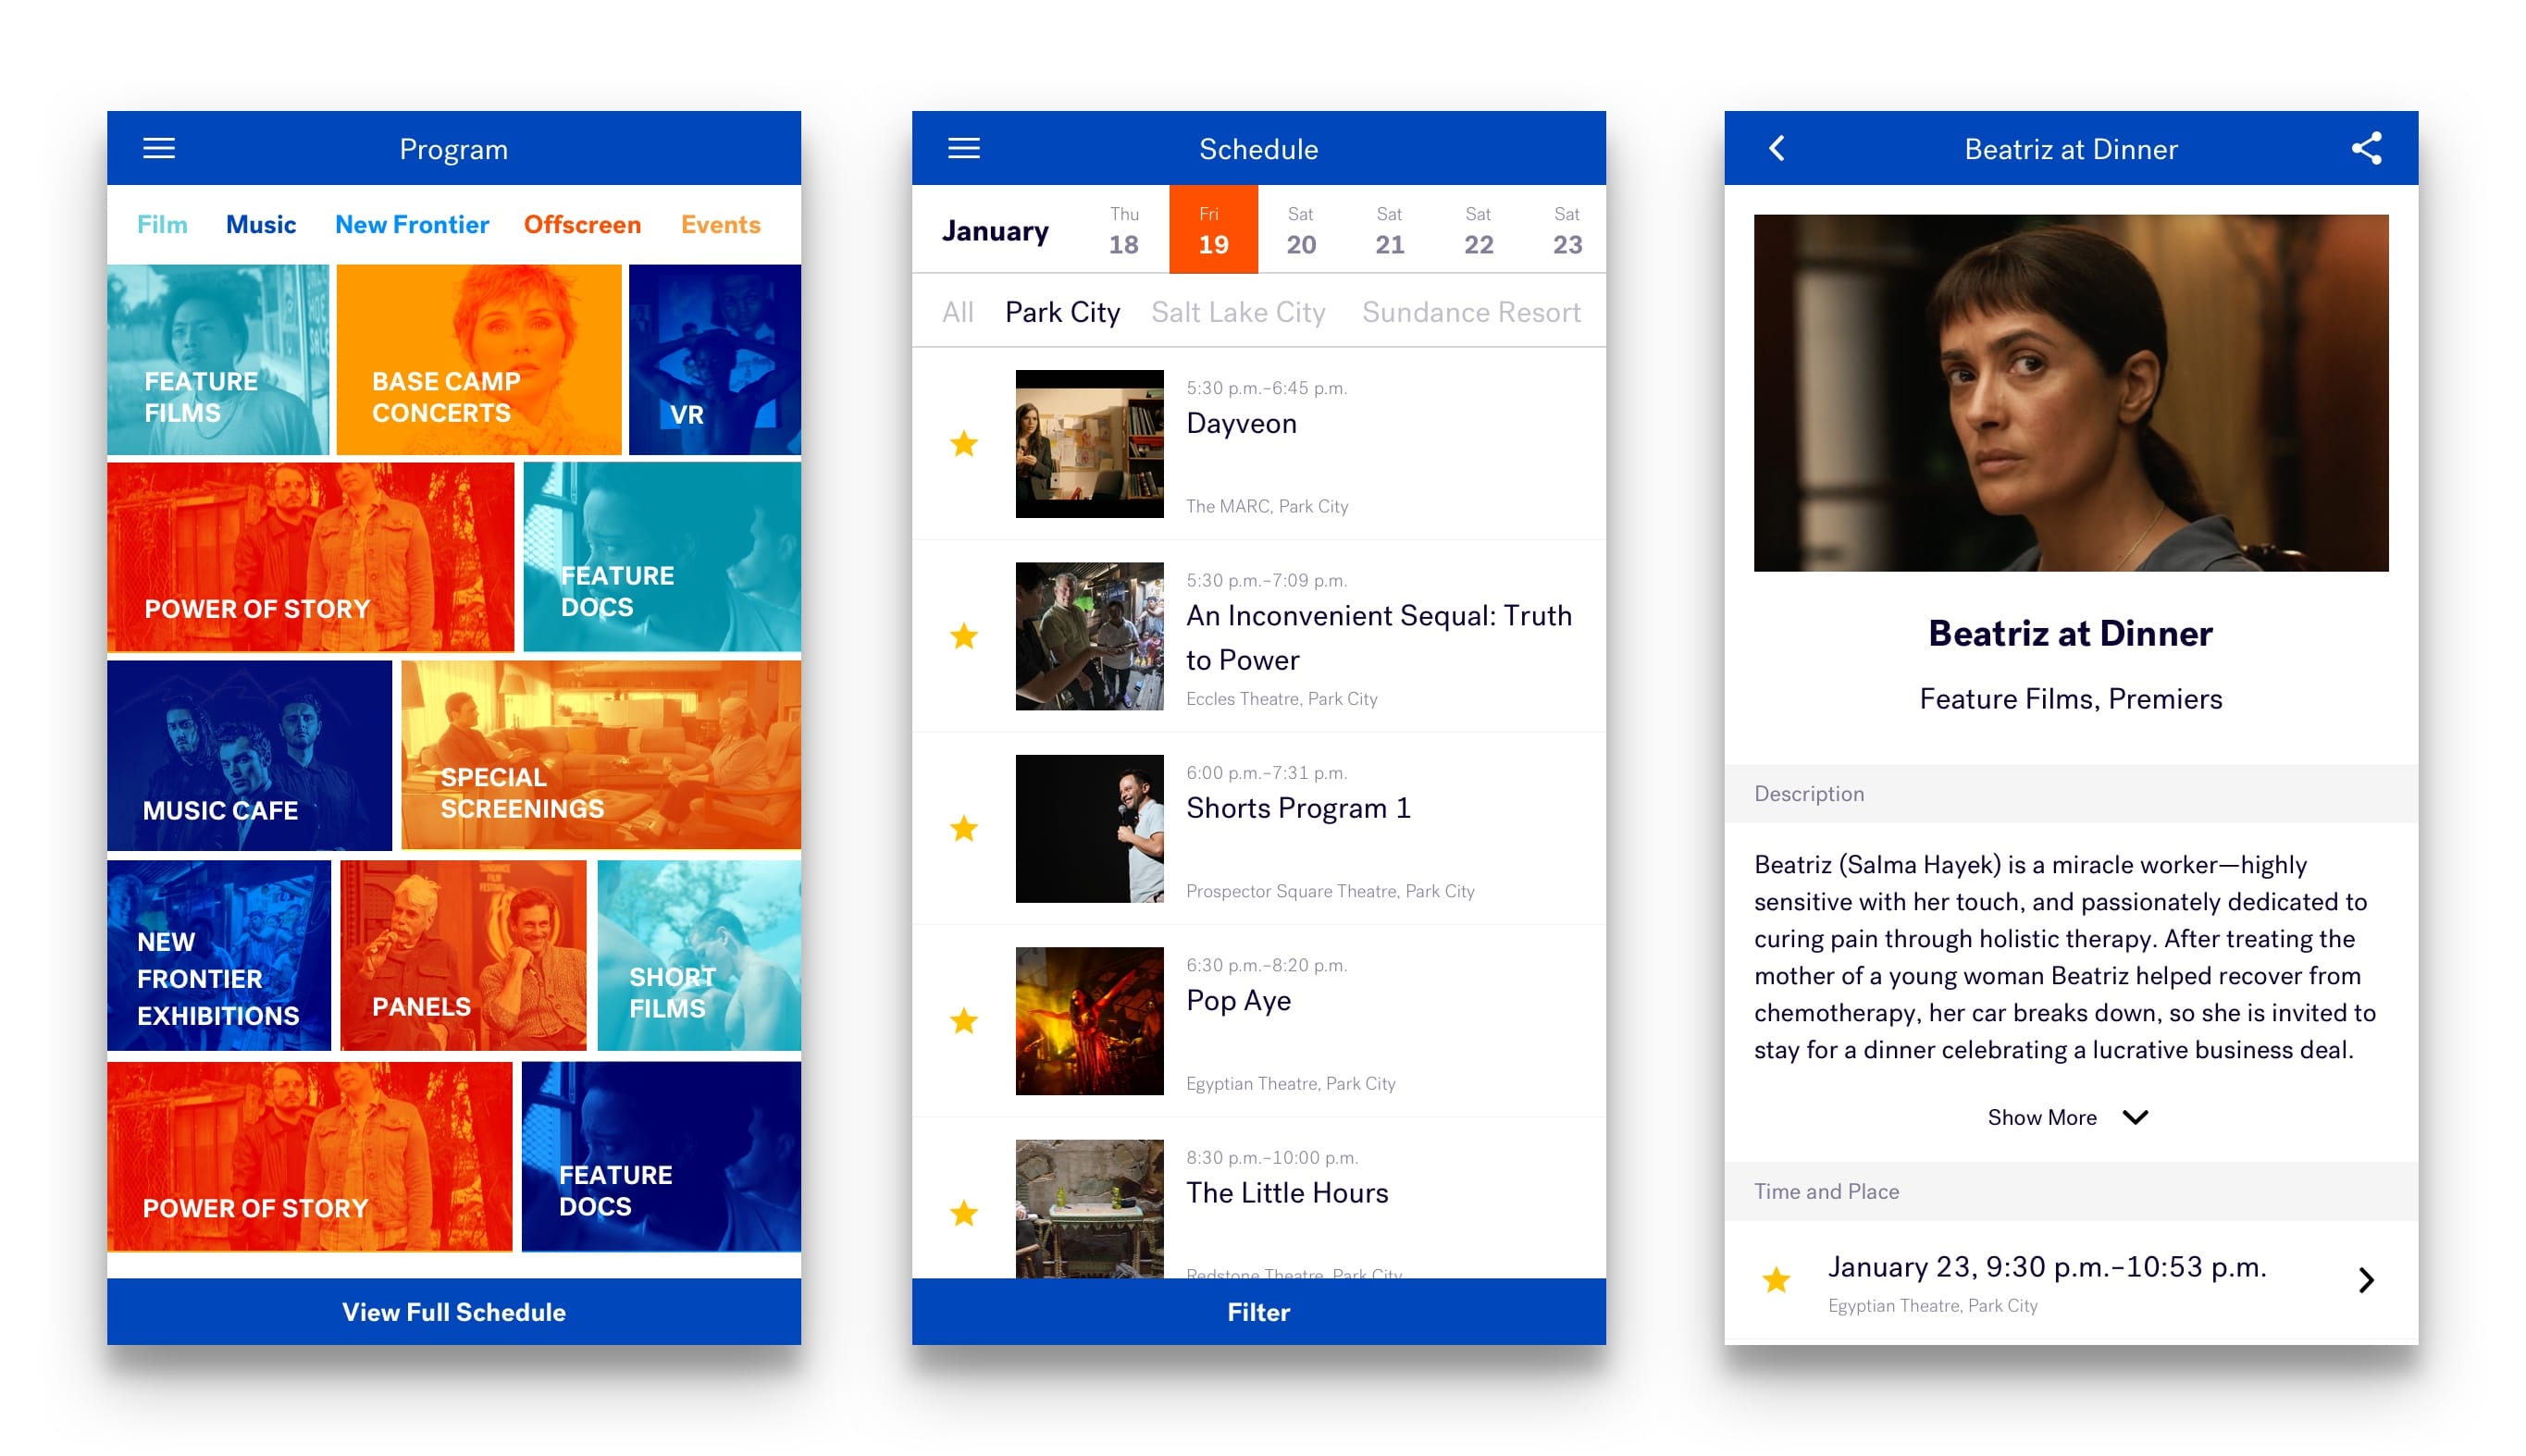 Program
Film Music New Frontier Offscreen Events
FEATURE
FILMS
BASE CAMP
CONCERTS
VR
POWER OF STORY
FEATURE
DOCS
MUSIC CAFE
SPECIAL
SCREENINGS
NEW
FRONTIER
EXHIBITIONS
PANELS
SHORT
FILMS
POWER OF STORY
FEATURE
DOCS
View Full Schedule
Schedule
January
Thu
18
Fri
19
Sat
20
Sat
21
Sat
22
Sat
23
All Park City Salt Lake City Sundance Resort
5:30 p.m.–6:45 p.m.
Dayveon
The MARC, Park City
5:30 p.m.–7:09 p.m.
An Inconvenient Sequal: Truth
to Power
Eccles Theatre, Park City
6:00 p.m.–7:31 p.m.
Shorts Program 1
Prospector Square Theatre, Park City
6:30 p.m.–8:20 p.m.
Pop Aye
Egyptian Theatre, Park City
8:30 p.m.–10:00 p.m.
The Little Hours
Redstone Theatre, Park City
Filter
Beatriz at Dinner
Beatriz at Dinner
Feature Films, Premiers
Description
Beatriz (Salma Hayek) is a miracle worker—highly
sensitive with her touch, and passionately dedicated to
curing pain through holistic therapy. After treating the
mother of a young woman Beatriz helped recover from
chemotherapy, her car breaks down, so she is invited to
stay for a dinner celebrating a lucrative business deal.
Show More
Time and Place
January 23, 9:30 p.m.–10:53 p.m.
Egyptian Theatre, Park City